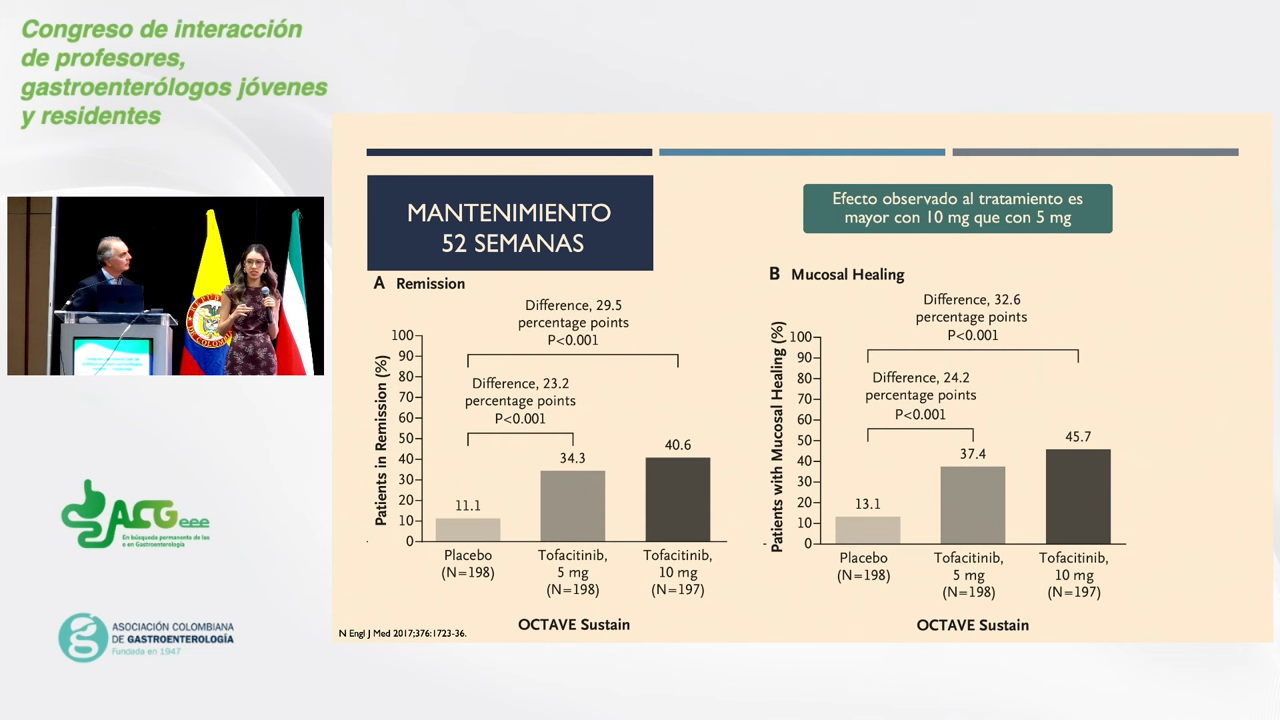 Congreso de interacción
de profesores,
gastroenterólogos jóvenes
y residentes
MANTENIMIENTO
52 SEMANAS
Efecto observado al tratamiento es
mayor con 10 mg que con 5 mg
A Remission
Difference, 29.5
percentage points
P<0.001
Difference, 23.2
percentage points
P<0.001
Patients in Remission (%)
100
90
80
70
60
50
40
30
20
10
0
11.1
34.3
40.6
Placebo
(N=198)
Tofacitinib,
5 mg
(N=198)
Tofacitinib,
10 mg
(N=197)
OCTAVE Sustain
B Mucosal Healing
Difference, 32.6
percentage points
P<0.001
Difference, 24.2
percentage points
P<0.001
Patients with Mucosal Healing (%)
100
90
80
70
60
50
40
30
20
10
0
13.1
37.4
45.7
Placebo
(N=198)
Tofacitinib,
5 mg
(N=198)
Tofacitinib,
10 mg
(N=197)
OCTAVE Sustain
N Engl J Med 2017;376:1723-36.
ACGeee
En búsqueda permanente de las
e en Gastroenterología
ASOCIACIÓN COLOMBIANA
DE GASTROENTEROLOGÍA
Fundada en 1947